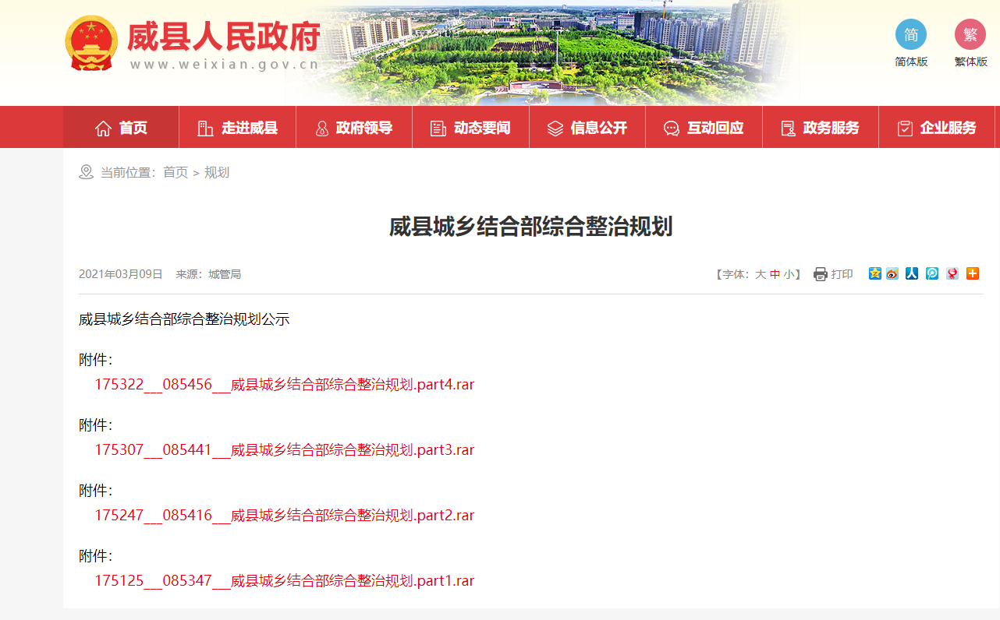 威县人民政府
www.weixian.gov.cn
简 繁
简体版 繁体版
首页 走进威县 政府领导 动态要闻 信息公开 互动回应 政务服务 企业服务
当前位置：首页 > 规划
威县城乡结合部综合整治规划
2021年03月09日 来源：城管局 【字体：大 中 小】 打印
威县城乡结合部综合整治规划公示
附件：
175322___085456___威县城乡结合部综合整治规划.part4.rar
附件：
175307___085441___威县城乡结合部综合整治规划.part3.rar
附件：
175247___085416___威县城乡结合部综合整治规划.part2.rar
附件：
175125___085347___威县城乡结合部综合整治规划.part1.rar